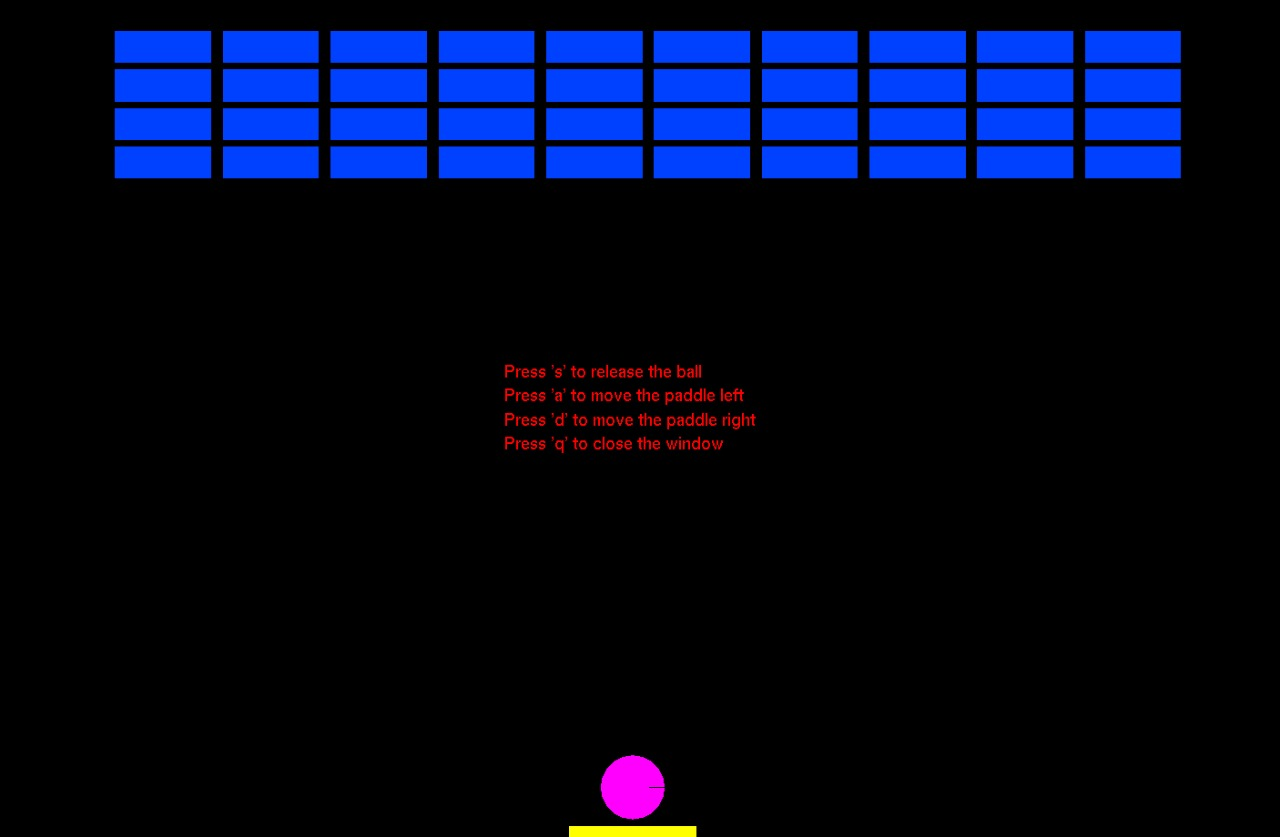 Press 's' to release the ball
Press 'a' to move the paddle left
Press 'd' to move the paddle right
Press 'q' to close the window